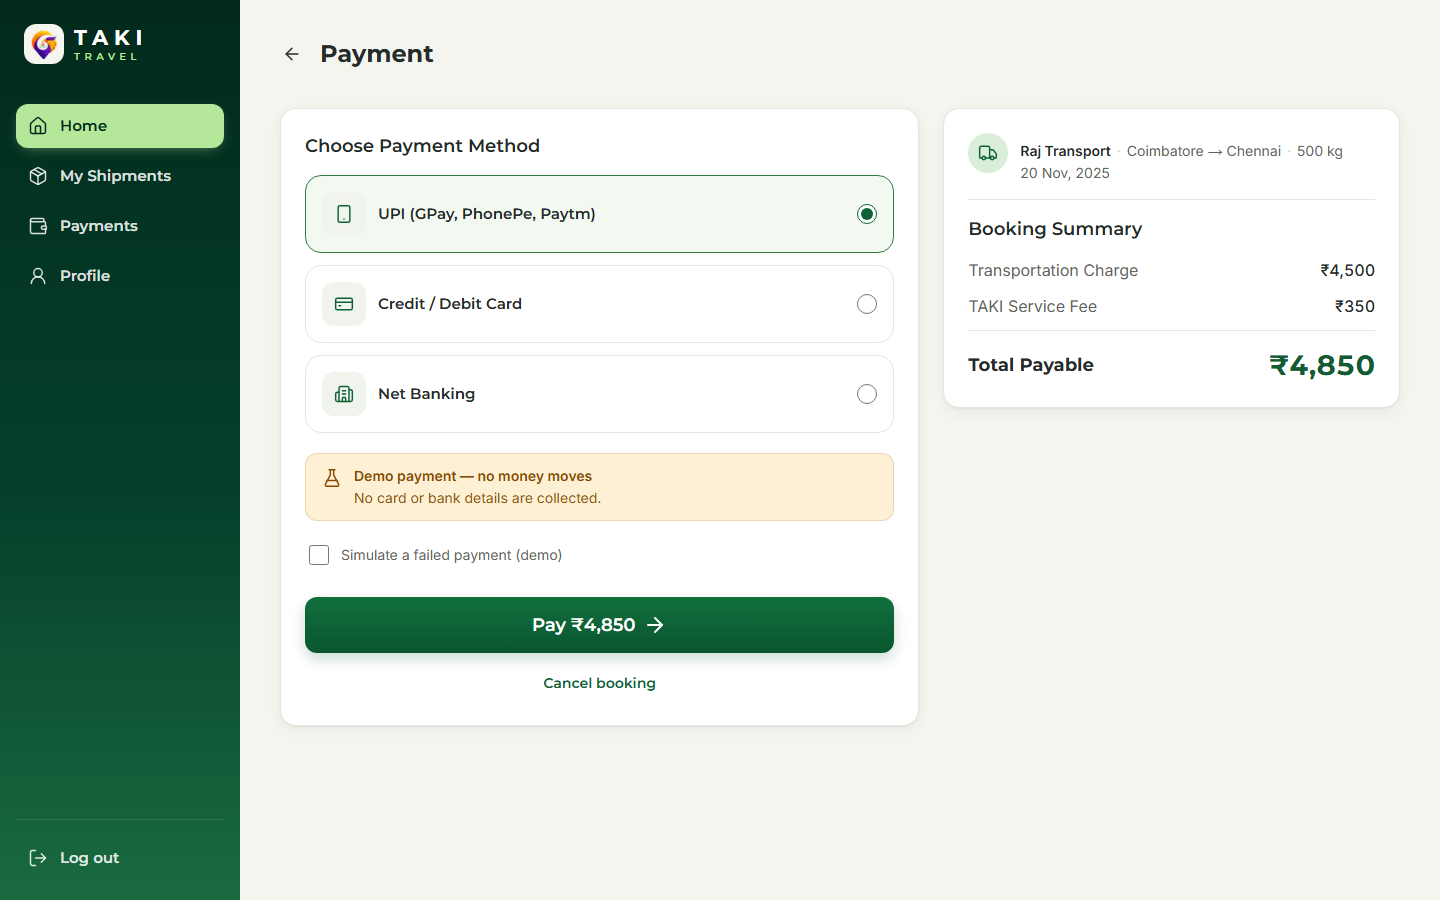 TAKI
TRAVEL
Home
My Shipments
Payments
Profile
Log out
Payment
Choose Payment Method
UPI (GPay, PhonePe, Paytm)
Credit / Debit Card
Net Banking
Demo payment — no money moves
No card or bank details are collected.
Simulate a failed payment (demo)
Pay ₹4,850 →
Cancel booking
Raj Transport · Coimbatore → Chennai · 500 kg
20 Nov, 2025
Booking Summary
Transportation Charge ₹4,500
TAKI Service Fee ₹350
Total Payable ₹4,850